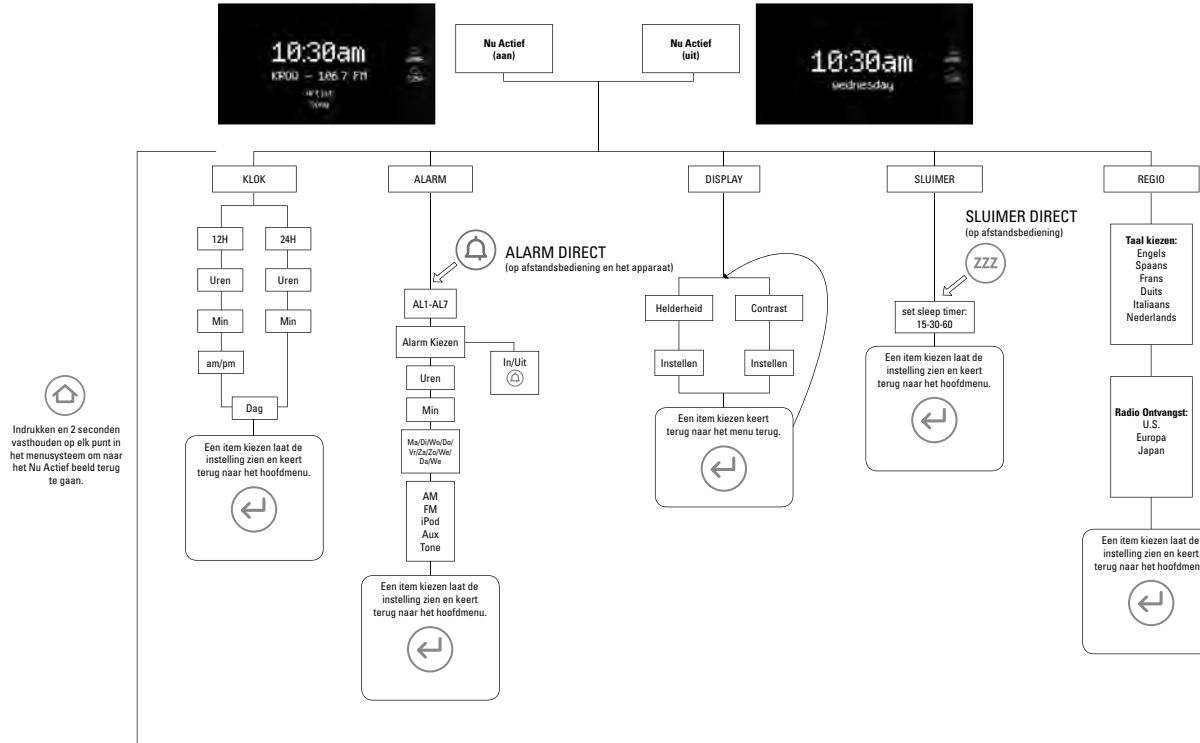 10:30am
KROQ – 106.7 FM
Artist
Song
Nu Actief
(aan)
Nu Actief
(uit)
10:30am
wednesday
KLOK
ALARM
DISPLAY
SLUIMER
REGIO
12H
24H
Uren
Uren
Min
Min
am/pm
Dag
Een item kiezen laat de
instelling zien en keert
terug naar het hoofdmenu.
ALARM DIRECT
(op afstandsbediening en het apparaat)
AL1-AL7
Alarm Kiezen
In/Uit
Uren
Min
Ma/Di/Wo/Do/
Vr/Za/Zo/We/
Da/We
AM
FM
iPod
Aux
Tone
Een item kiezen laat de
instelling zien en keert
terug naar het hoofdmenu.
Helderheid
Contrast
Instellen
Instellen
Een item kiezen keert
terug naar het menu terug.
SLUIMER DIRECT
(op afstandsbediening)
ZZZ
set sleep timer:
15-30-60
Een item kiezen laat de
instelling zien en keert
terug naar het hoofdmenu.
Taal kiezen:
Engels
Spaans
Frans
Duits
Italiaans
Nederlands
Radio Ontvangst:
U.S.
Europa
Japan
Een item kiezen laat de
instelling zien en keert
terug naar het hoofdmen
Indrukken en 2 seconden
vasthouden op elk punt in
het menusysteem om naar
het Nu Actief beeld terug
te gaan.